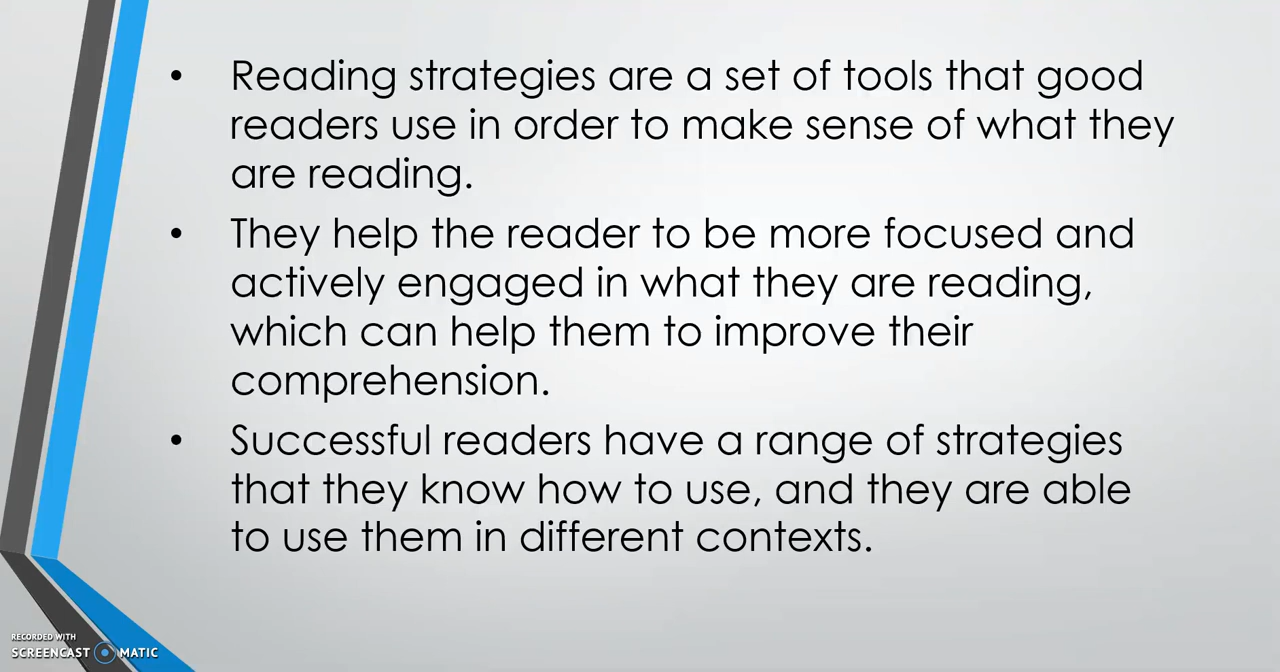 • Reading strategies are a set of tools that good
readers use in order to make sense of what they
are reading.
• They help the reader to be more focused and
actively engaged in what they are reading,
which can help them to improve their
comprehension.
• Successful readers have a range of strategies
that they know how to use, and they are able
to use them in different contexts.
RECORDED WITH
SCREENCAST MATIC